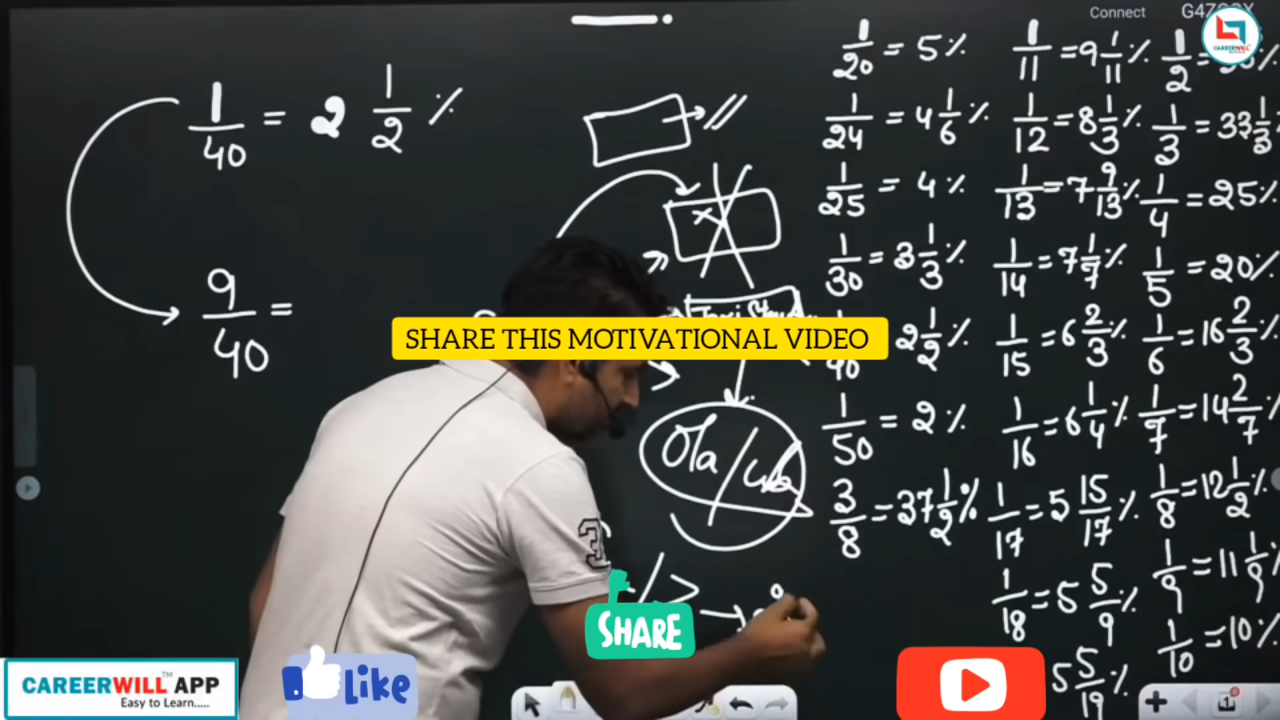 Connect
CAREERWILL
1/40 = 2 1/2 %
9/40 =
SHARE THIS MOTIVATIONAL VIDEO
Ola /
1/20 = 5 %
1/24 = 4 1/6 %
1/25 = 4 %
1/30 = 3 1/3 %
2 1/2 %
1/50 = 2 %
3/8 = 37 1/2 %
1/11 = 9 1/11 %
1/12 = 8 1/3 %
1/13 = 7 9/13 %
1/14 = 7 1/7 %
1/15 = 6 2/3 %
1/16 = 6 1/4 %
1/17 = 5 15/17 %
1/18 = 5 5/9 %
5 5/19 %
1/2 =
1/3 = 33 1/3
1/4 = 25 %
1/5 = 20 %
1/6 = 16 2/3
1/7 = 14 2/7
1/8 = 12 1/2 %
1/9 = 11 1/9
1/10 = 10 %
3
SHARE
Like
CAREERWILL APP
TM
Easy to Learn......